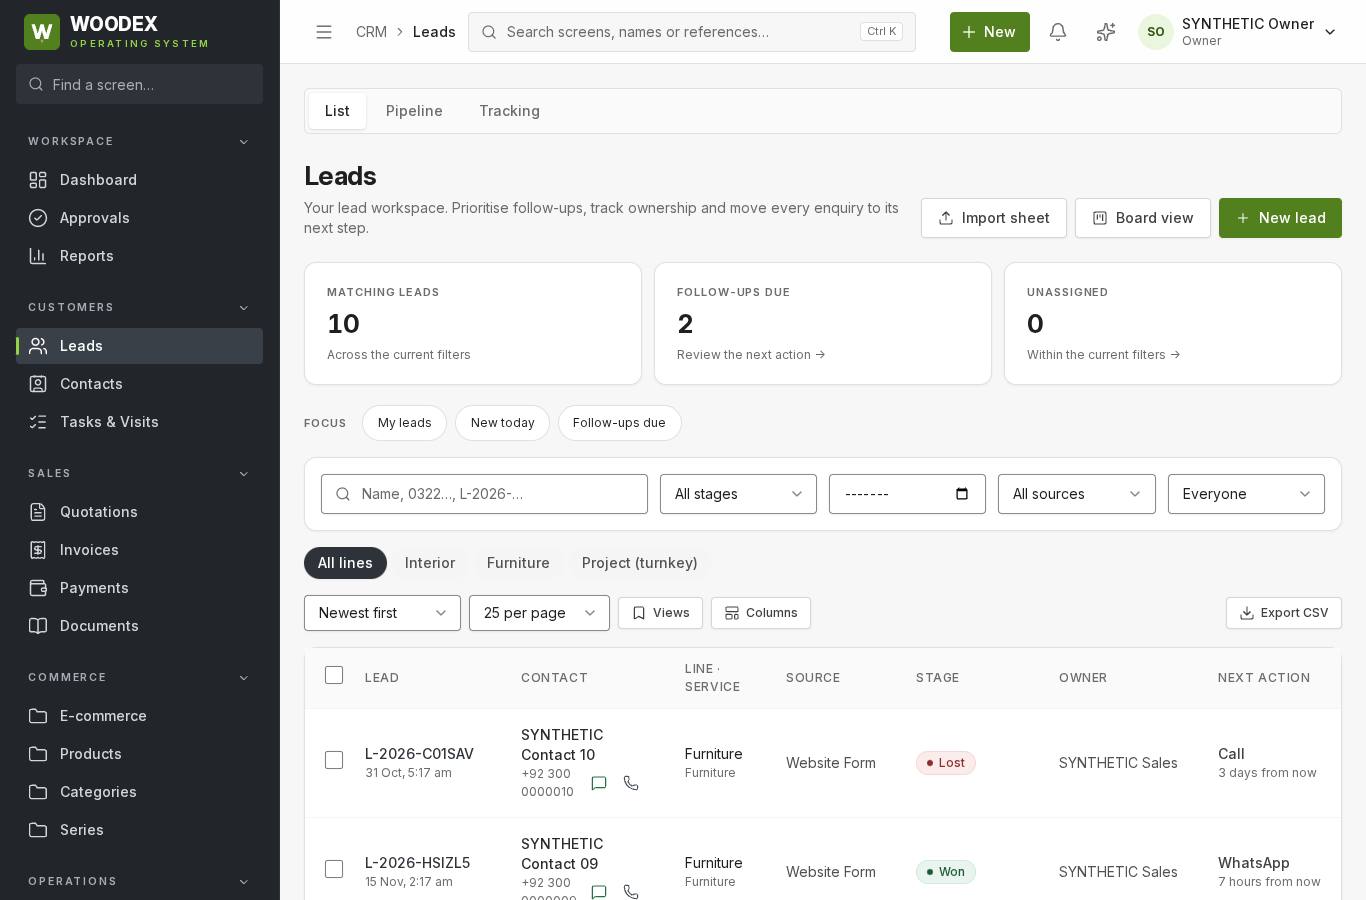 W WOODEX
OPERATING SYSTEM
Find a screen...
WORKSPACE
Dashboard
Approvals
Reports
CUSTOMERS
Leads
Contacts
Tasks & Visits
SALES
Quotations
Invoices
Payments
Documents
COMMERCE
E-commerce
Products
Categories
Series
OPERATIONS
CRM > Leads
Search screens, names or references...
Ctrl K
New
SO
SYNTHETIC Owner
Owner
List
Pipeline
Tracking
Leads
Your lead workspace. Prioritise follow-ups, track ownership and move every enquiry to its
next step.
Import sheet
Board view
New lead
MATCHING LEADS
10
Across the current filters
FOLLOW-UPS DUE
2
Review the next action →
UNASSIGNED
0
Within the current filters →
FOCUS
My leads
New today
Follow-ups due
Name, 0322..., L-2026-...
All stages
-------
All sources
Everyone
All lines
Interior
Furniture
Project (turnkey)
Newest first
25 per page
Views
Columns
Export CSV
LEAD
CONTACT
LINE ·
SERVICE
SOURCE
STAGE
OWNER
NEXT ACTION
L-2026-C01SAV
31 Oct, 5:17 am
SYNTHETIC
Contact 10
+92 300
0000010
Furniture
Furniture
Website Form
Lost
SYNTHETIC Sales
Call
3 days from now
L-2026-HSIZL5
15 Nov, 2:17 am
SYNTHETIC
Contact 09
+92 300
0000009
Furniture
Furniture
Website Form
Won
SYNTHETIC Sales
WhatsApp
7 hours from now